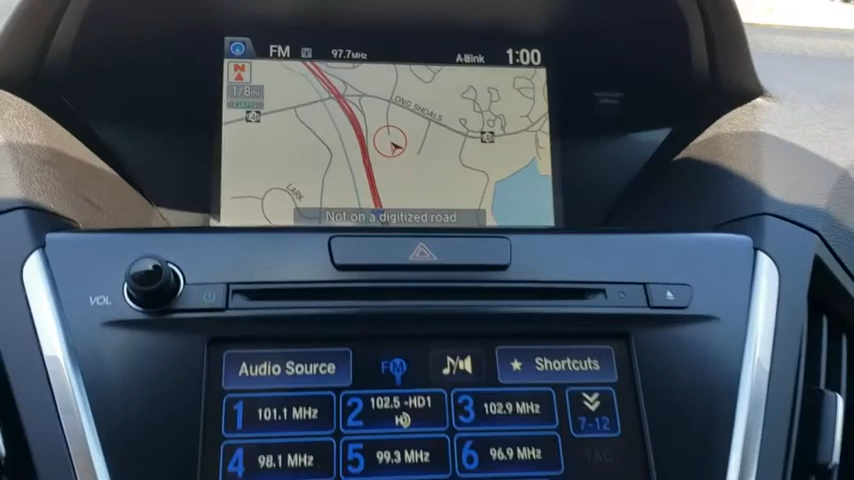 FM 97.7MHz A-Blink 1:00
N
1/8mi
LONG SHOALS
LARK
Not on a digitized road
VOL
Audio Source
FM
Shortcuts
1 101.1 MHz
2 102.5 -HD1
3 102.9 MHz
7-12
4 98.1 MHz
5 99.3 MHz
6 96.9 MHz